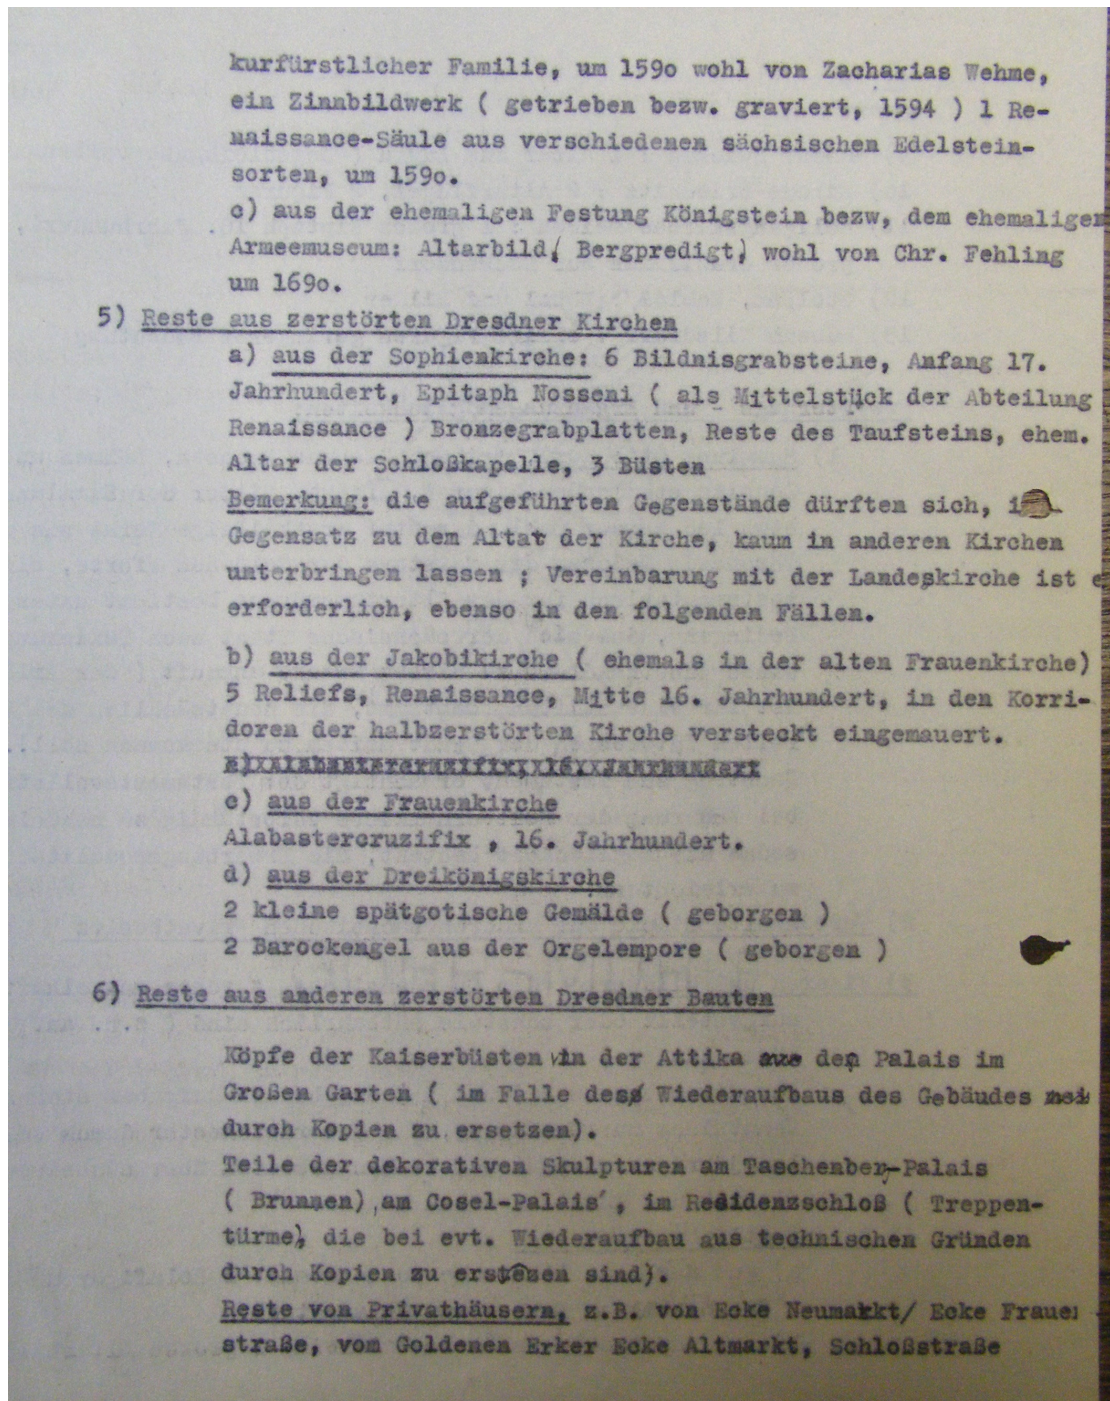 kurfürstlicher Familie, um 159o wohl von Zacharias Wehme,
ein Zinnbildwerk ( getrieben bezw. graviert, 1594 ) 1 Re-
naissance-Säule aus verschiedenen sächsischen Edelstein-
sorten, um 159o.
c) aus der ehemaligen Festung Königstein bezw, dem ehemaligen
Armeemuseum: Altarbild( Bergpredigt) wohl von Chr. Fehling
um 169o.
5) Reste aus zerstörten Dresdner Kirchen
a) aus der Sophienkirche: 6 Bildnisgrabsteine, Anfang 17.
Jahrhundert, Epitaph Nosseni ( als Mittelstück der Abteilung
Renaissance ) Bronzegrabplatten, Reste des Taufsteins, ehem.
Altar der Schloßkapelle, 3 Büsten
Bemerkung: die aufgeführten Gegenstände dürften sich,
Gegensatz zu dem Altat der Kirche, kaum in anderen Kirchen
unterbringen lassen ; Vereinbarung mit der Landeskirche ist e
erforderlich, ebenso in den folgenden Fällen.
b) aus der Jakobikirche ( ehemals in der alten Frauenkirche)
5 Reliefs, Renaissance, Mitte 16. Jahrhundert, in den Korri-
doren der halbzerstörten Kirche versteckt eingemauert.
c) aus der Frauenkirche
Alabastercruzifix , 16. Jahrhundert.
d) aus der Dreikönigskirche
2 kleine spätgotische Gemälde ( geborgen )
2 Barockengel aus der Orgelempore ( geborgen )
6) Reste aus anderen zerstörten Dresdner Bauten
Köpfe der Kaiserbüsten in der Attika den Palais im
Großen Garten ( im Falle des Wiederaufbaus des Gebäudes
durch Kopien zu ersetzen).
Teile der dekorativen Skulpturen am Taschenberg-Palais
( Brunnen), am Cosel-Palais , im Residenzschloß ( Treppen-
türme), die bei evt. Wiederaufbau aus technischen Gründen
durch Kopien zu ersetzen sind).
Reste von Privathäusern, z.B. von Ecke Neumarkt/ Ecke Frauen-
straße, vom Goldenen Erker Ecke Altmarkt, Schloßstraße